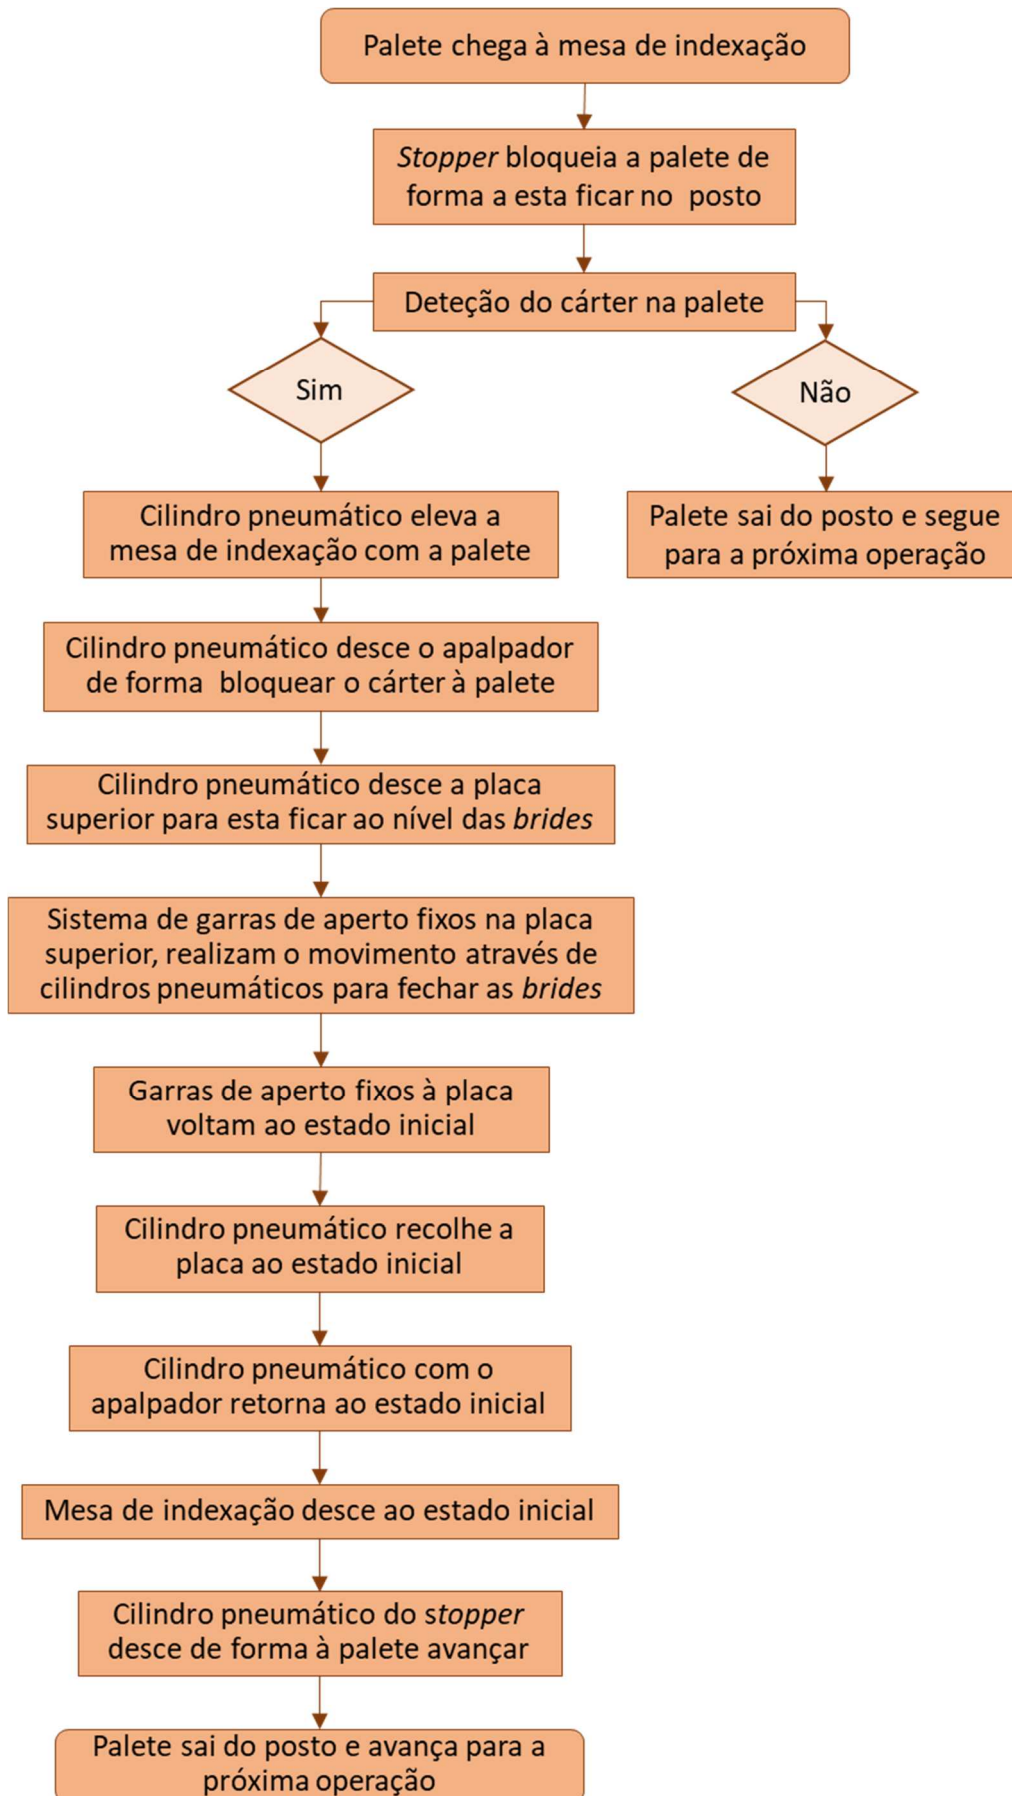 Palete chega à mesa de indexação
Stopper bloqueia a palete de
forma a esta ficar no posto
Deteção do cárter na palete
Sim
Não
Cilindro pneumático eleva a
mesa de indexação com a palete
Palete sai do posto e segue
para a próxima operação
Cilindro pneumático desce o apalpador
de forma bloquear o cárter à palete
Cilindro pneumático desce a placa
superior para esta ficar ao nível das brides
Sistema de garras de aperto fixos na placa
superior, realizam o movimento através de
cilindros pneumáticos para fechar as brides
Garras de aperto fixos à placa
voltam ao estado inicial
Cilindro pneumático recolhe a
placa ao estado inicial
Cilindro pneumático com o
apalpador retorna ao estado inicial
Mesa de indexação desce ao estado inicial
Cilindro pneumático do stopper
desce de forma à palete avançar
Palete sai do posto e avança para a
próxima operação